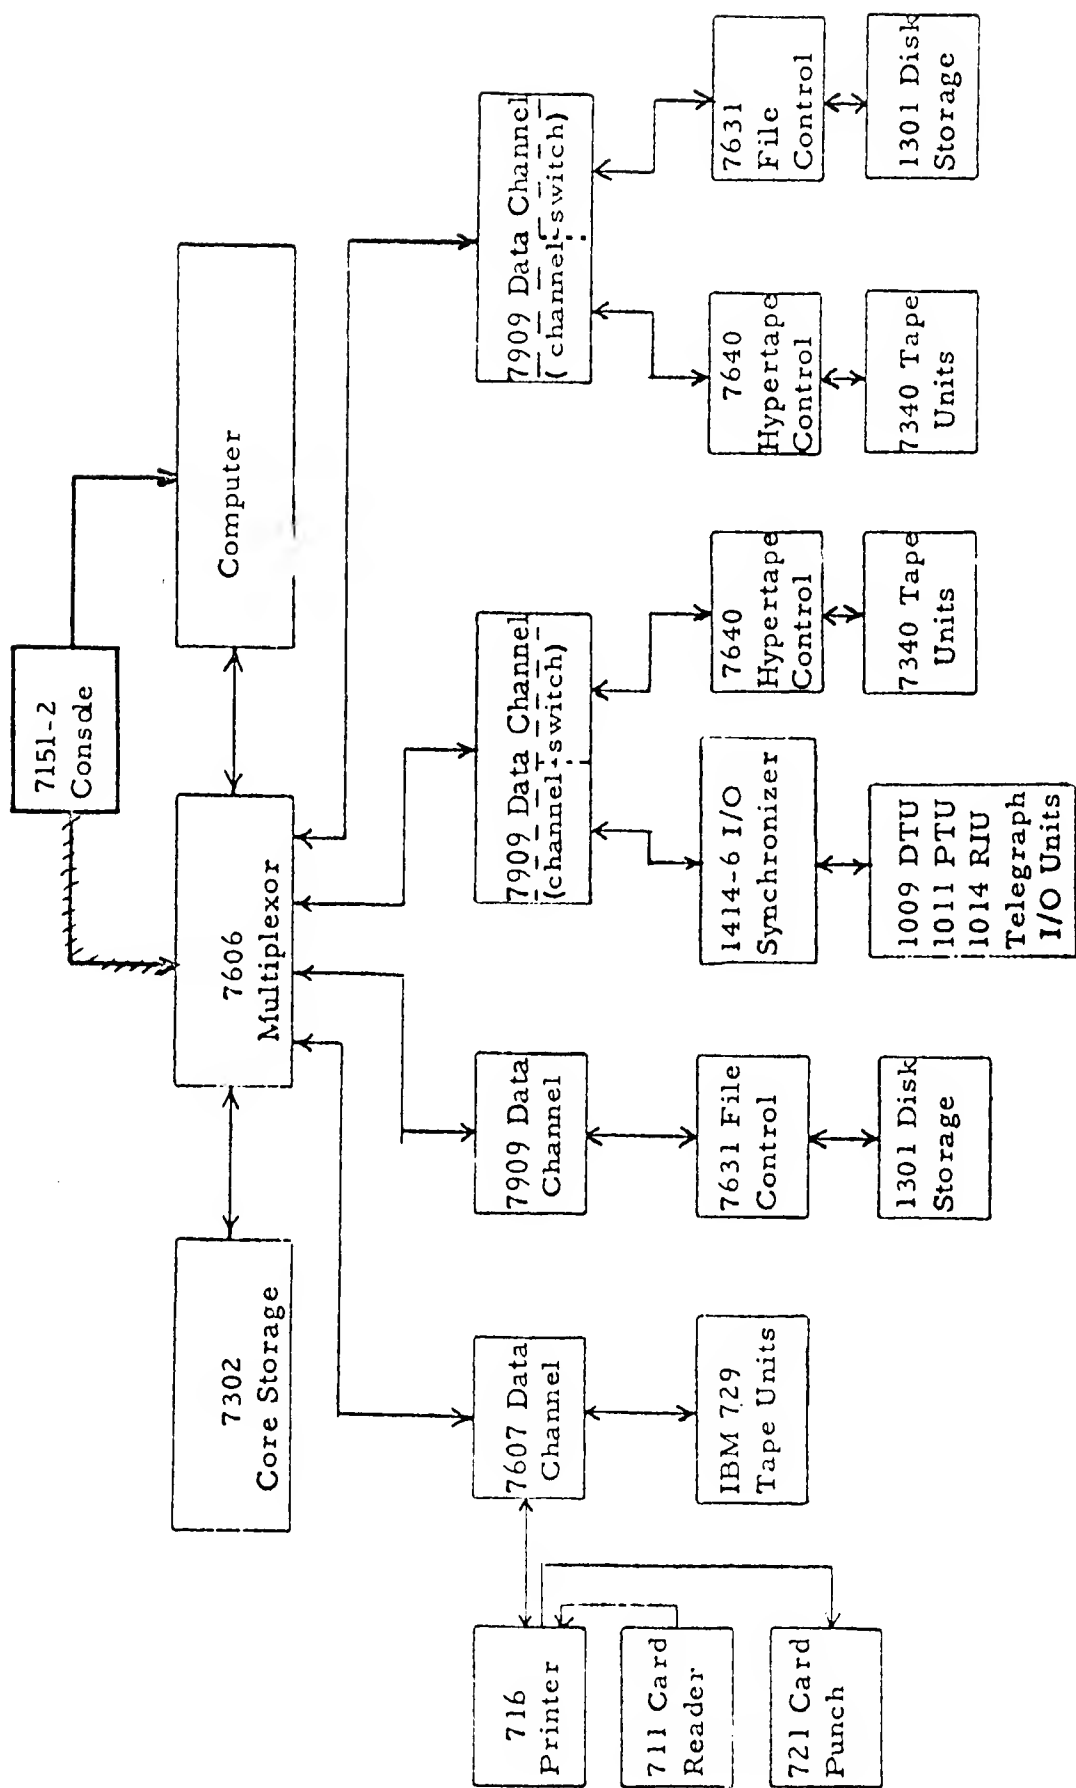 7151-2
Console
7302
Core Storage
7606
Multiplexor
Computer
716
Printer
7607 Data
Channel
7909 Data
Channel
7909 Data Channel
(channel-switch)
7909 Data Channel
(channel-switch)
711 Card
Reader
721 Card
Punch
IBM 729
Tape Units
7631 File
Control
1414-6 I/O
Synchronizer
7640
Hypertape
Control
7640
Hypertape
Control
7631
File
Control
1301 Disk
Storage
1009 DTU
1011 PTU
1014 RIU
Telegraph
I/O Units
7340 Tape
Units
7340 Tape
Units
1301 Disk
Storage